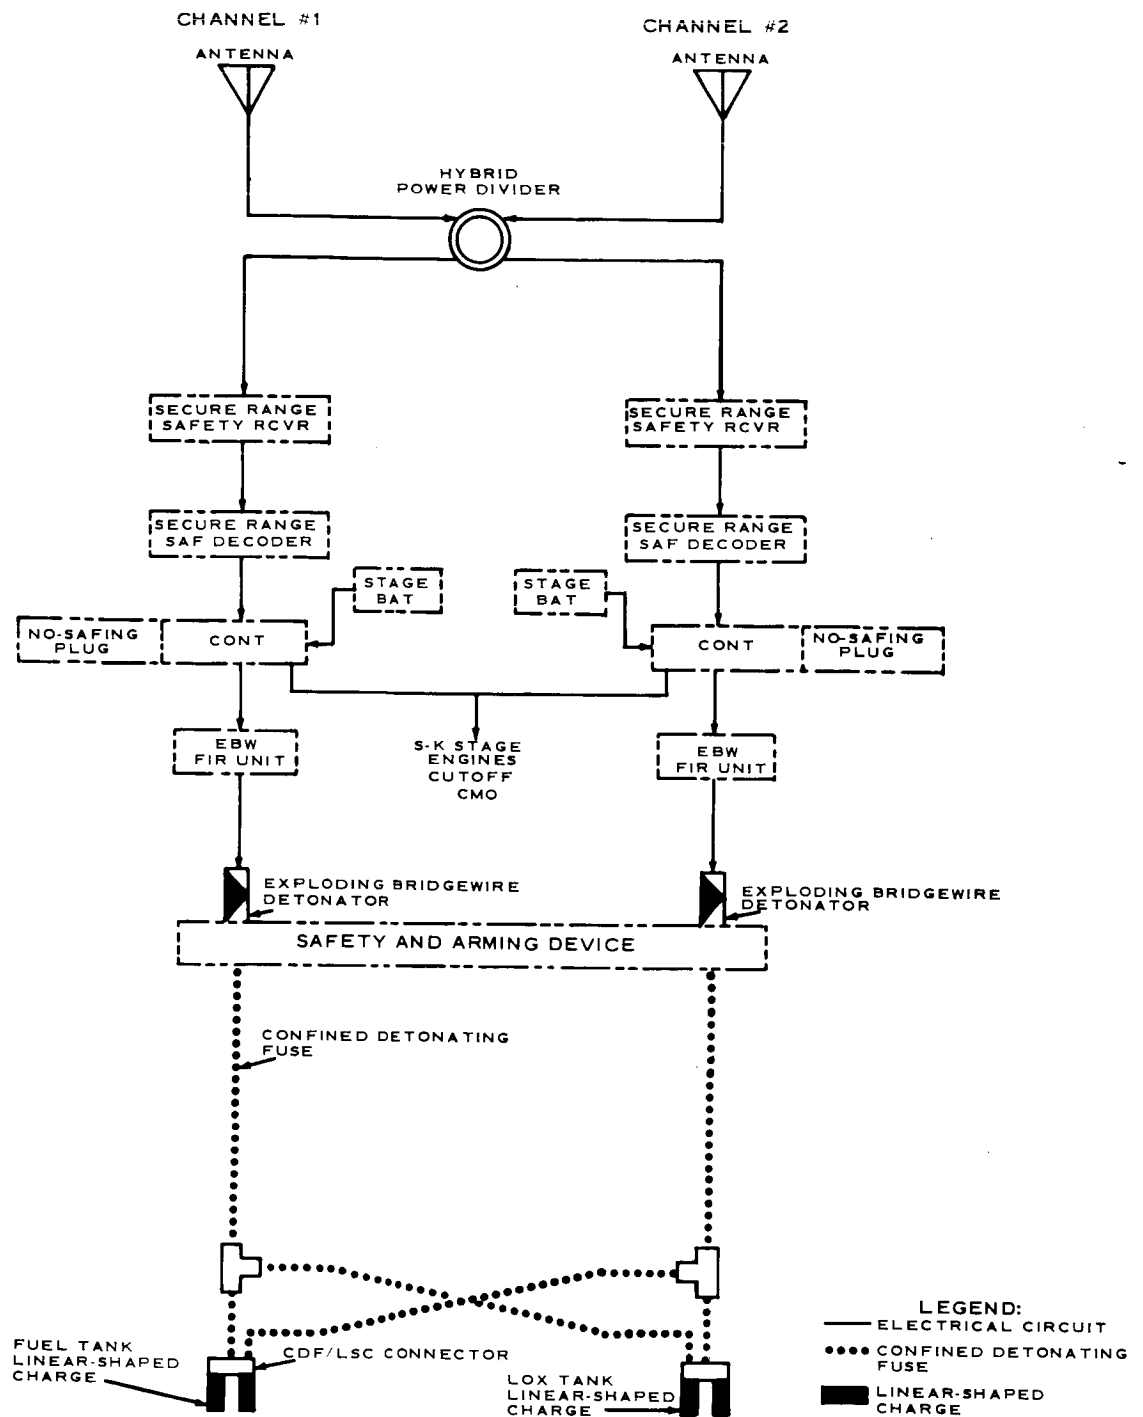 CHANNEL #1
ANTENNA
CHANNEL #2
ANTENNA
HYBRID
POWER DIVIDER
SECURE RANGE
SAFETY RCVR
SECURE RANGE
SAFETY RCVR
SECURE RANGE
SAF DECODER
SECURE RANGE
SAF DECODER
STAGE
BAT
STAGE
BAT
NO-SAFING
PLUG
CONT
CONT
NO-SAFING
PLUG
EBW
FIR UNIT
S-K STAGE
ENGINES
CUTOFF
CMO
EBW
FIR UNIT
EXPLODING BRIDGEWIRE
DETONATOR
EXPLODING BRIDGEWIRE
DETONATOR
SAFETY AND ARMING DEVICE
CONFINED DETONATING
FUSE
FUEL TANK
LINEAR-SHAPED
CHARGE
CDF/LSC CONNECTOR
LOX TANK
LINEAR-SHAPED
CHARGE
LEGEND:
ELECTRICAL CIRCUIT
CONFINED DETONATING
FUSE
LINEAR-SHAPED
CHARGE